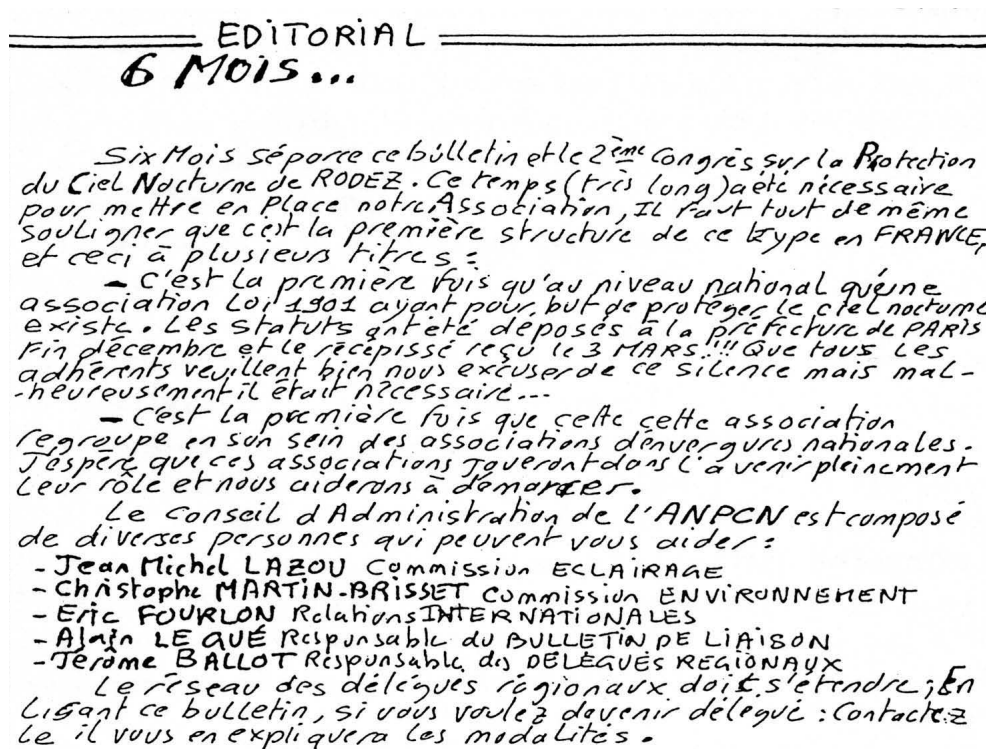 EDiTORIAL
6 MOIS...
Six Mois séparce ce bulletin et le 2ème Congrès sur la Protection
du Ciel Nocturne de RODEZ. Ce temps (très long) a été nécessaire
pour mettre en Place notre Association, Il faut tout de même
souligner que c'est la première structure de ce type en FRANCE,
et ceci à plusieurs titres :
- C'est la première fois qu'au niveau national qu'une
association Loi 1901 ayant pour but de protéger le ciel nocturne
existe. Les statuts ont été déposés à la préfecture de PARIS
Fin décembre et le récépissé reçu le 3 MARS!!! Que tous les
adhérents veuillent bien nous excuser de ce silence mais mal-
-heureusement il était nécessaire...
- C'est la première fois que cette cette association
regroupe en son sein des associations d'envergures nationales.
J'espère que ces associations joueront dans l'avenir pleinement
leur rôle et nous aiderons à démarrer.
Le Conseil d Administration de l'ANPCN est composé
de diverses personnes qui peuvent vous aider :
- Jean Michel LAZOU Commission ECLAIRAGE
- Christophe MARTIN-BRISSET Commission ENVIRONNEMENT
- Eric FOURLON Relations INTERNATIONALES
- Alain LE GUÉ Responsable du BULLETIN DE LIAISON
- Jérôme BALLOT Responsable des DÉLÉGUÉS REGIONAUX
Le réseau des délégués régionaux doit s'étendre ; En
Lisant ce bulletin, si vous voulez devenir délégué : Contactez
le il vous en expliquera les modalités.